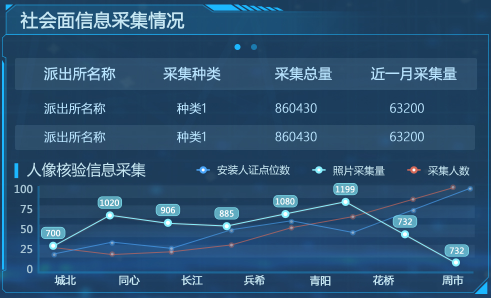 社会面信息采集情况
派出所名称 采集种类 采集总量 近一月采集量
派出所名称 种类1 860430 63200
派出所名称 种类1 860430 63200
人像核验信息采集 安装人证点位数 照片采集量 采集人数
100
75
50
25
0
700 1020 906 885 1080 1199 732 732
城北 同心 长江 兵希 青阳 花桥 周市